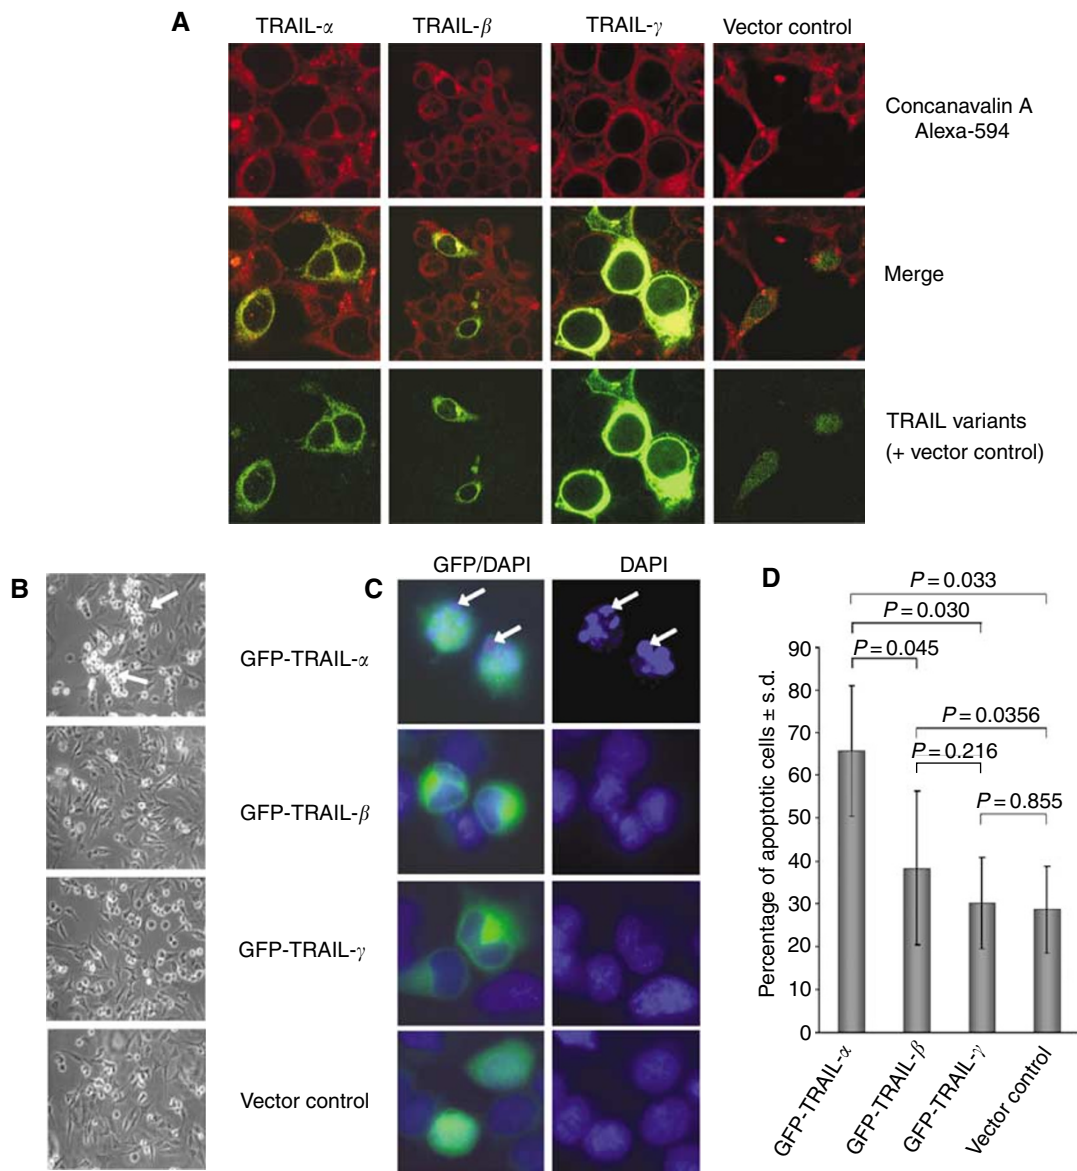 A
TRAIL-α
TRAIL-β
TRAIL-γ
Vector control
Concanavalin A
Alexa-594
Merge
TRAIL variants
(+ vector control)
B
GFP-TRAIL-α
GFP-TRAIL-β
GFP-TRAIL-γ
Vector control
C
GFP/DAPI
DAPI
D
P = 0.033
P = 0.030
P = 0.045
P = 0.0356
P = 0.216
P = 0.855
Percentage of apoptotic cells ± s.d.
90
80
70
60
50
40
30
20
10
0
GFP-TRAIL-α
GFP-TRAIL-β
GFP-TRAIL-γ
Vector control